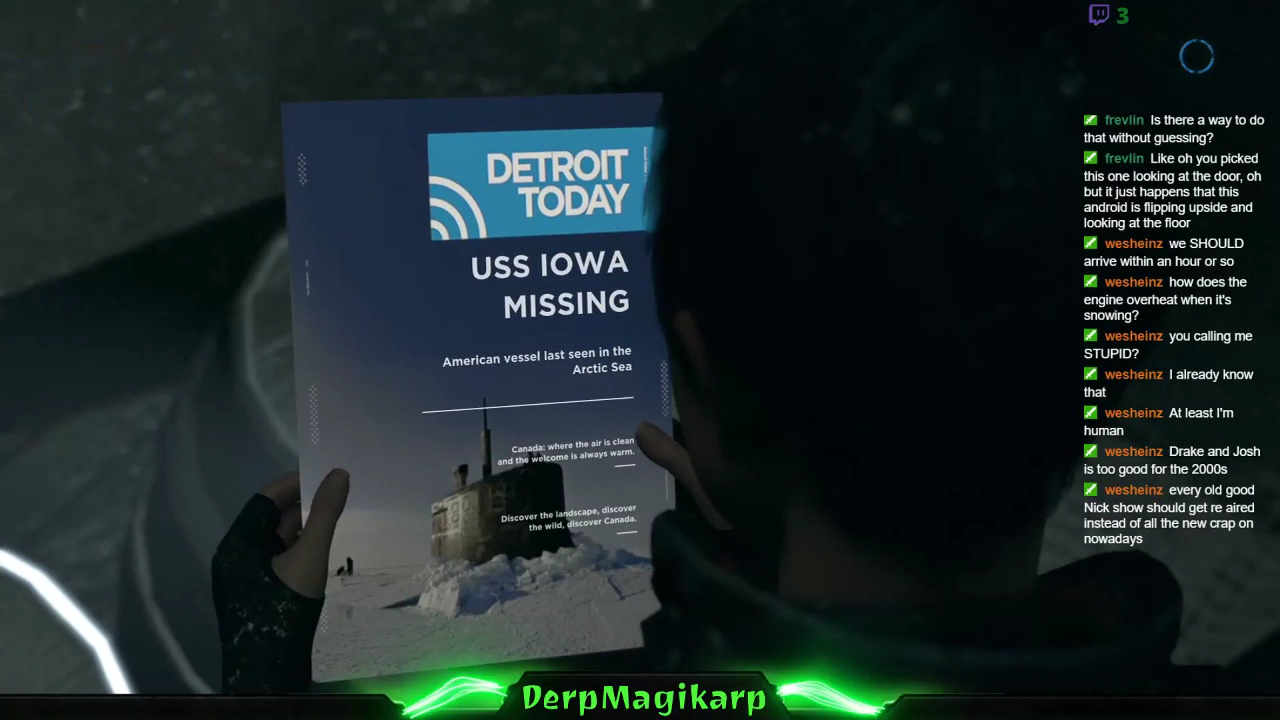 DETROIT
TODAY
USS IOWA
MISSING
American vessel last seen in the
Arctic Sea
Canada: where the air is clean
and the welcome is always warm.
Discover the landscape, discover
the wild, discover Canada.
3
frevlin Is there a way to do
that without guessing?
frevlin Like oh you picked
this one looking at the door, oh
but it just happens that this
android is flipping upside and
looking at the floor
wesheinz we SHOULD
arrive within an hour or so
wesheinz how does the
engine overheat when it's
snowing?
wesheinz you calling me
STUPID?
wesheinz I already know
that
wesheinz At least I'm
human
wesheinz Drake and Josh
is too good for the 2000s
wesheinz every old good
Nick show should get re aired
instead of all the new crap on
nowadays
DerpMagikarp